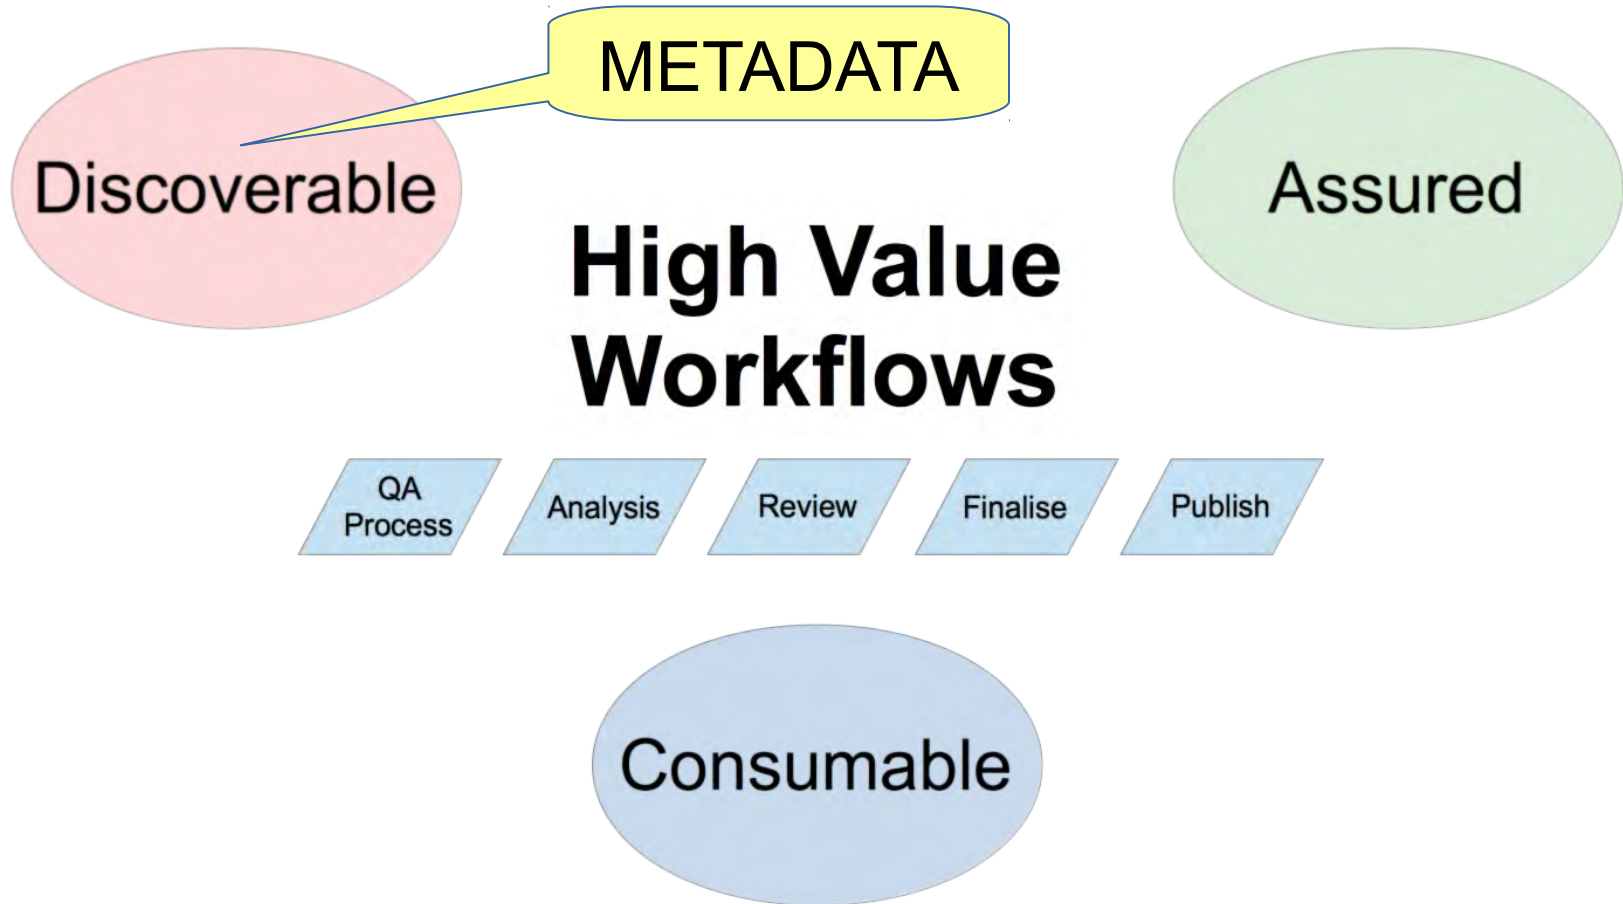 METADATA
Discoverable
Assured
High Value
Workflows
QA
Process
Analysis
Review
Finalise
Publish
Consumable